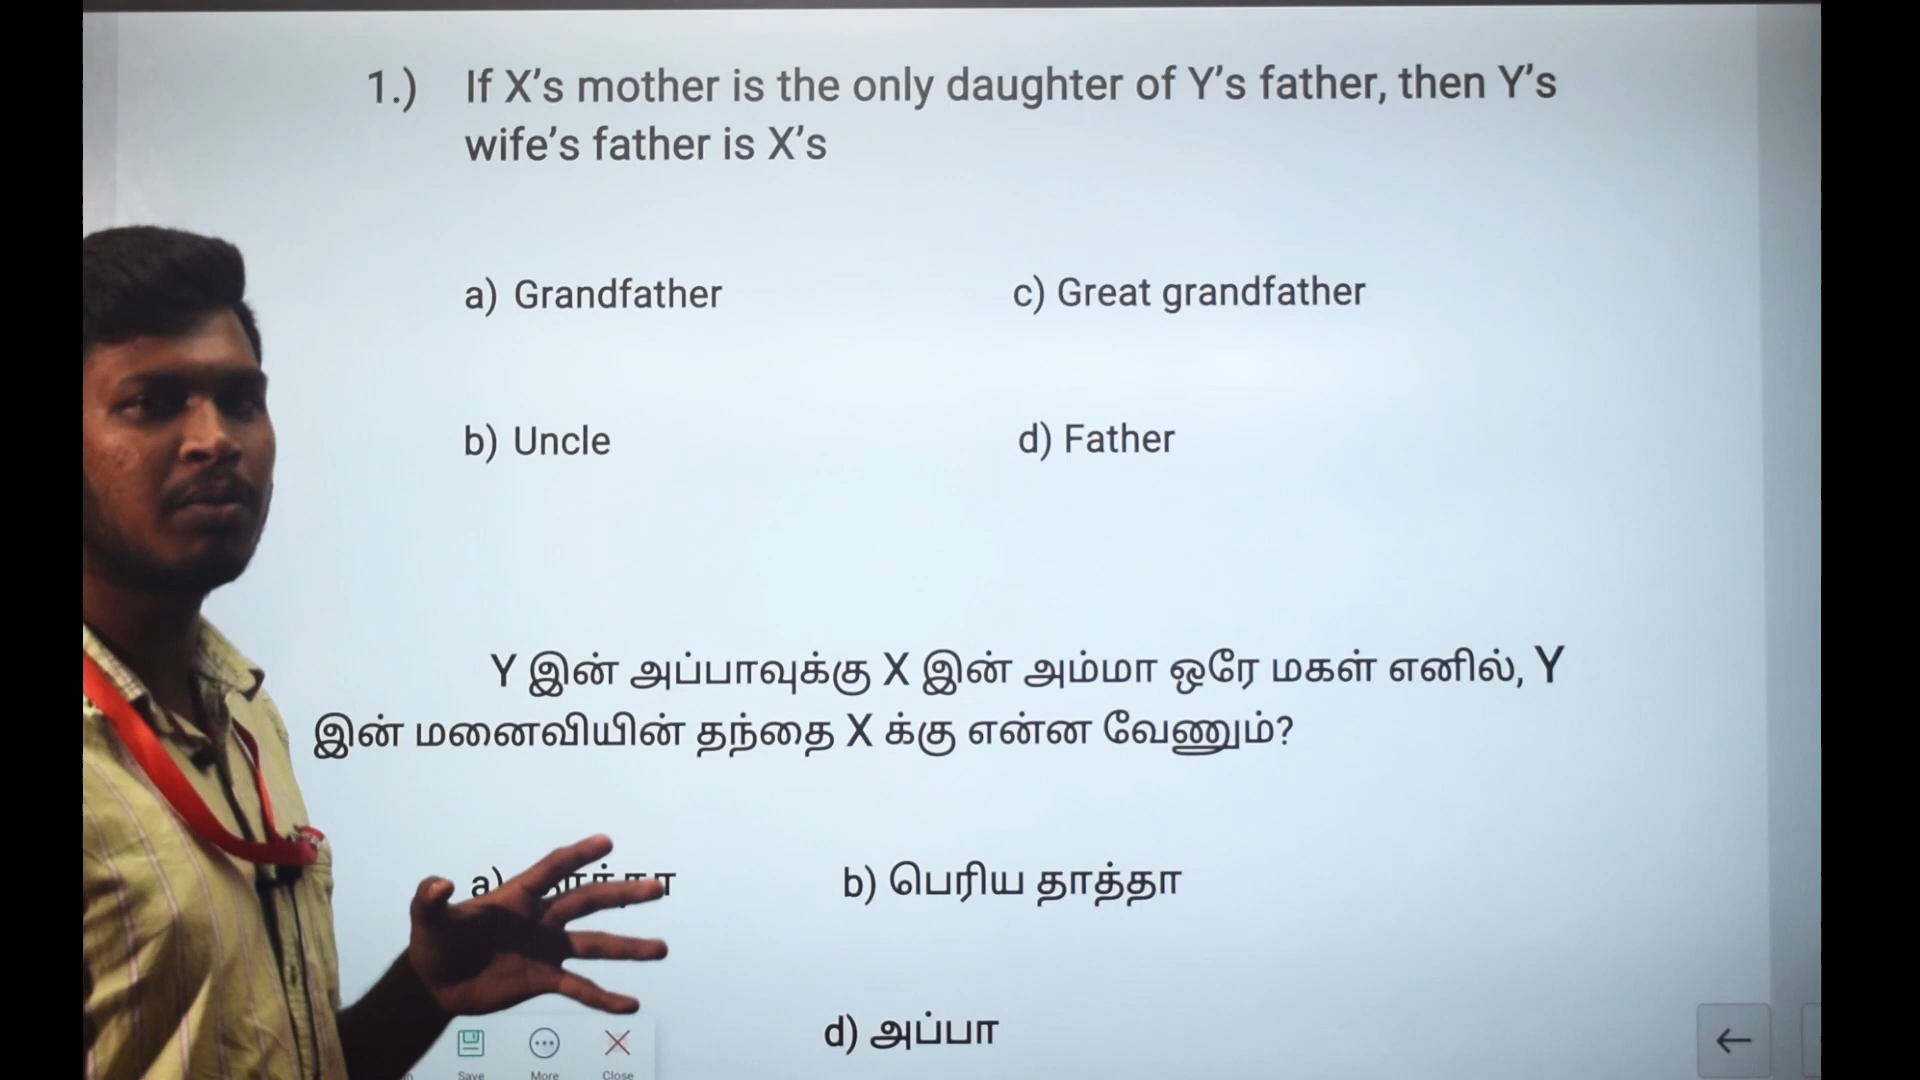 1.) If X's mother is the only daughter of Y's father, then Y's
wife's father is X's
a) Grandfather
c) Great grandfather
b) Uncle
d) Father
Y இன் அப்பாவுக்கு X இன் அம்மா ஒரே மகள் எனில், Y
இன் மனைவியின் தந்தை X க்கு என்ன வேணும்?
a)
b) பெரிய தாத்தா
d) அப்பா
Save More Close